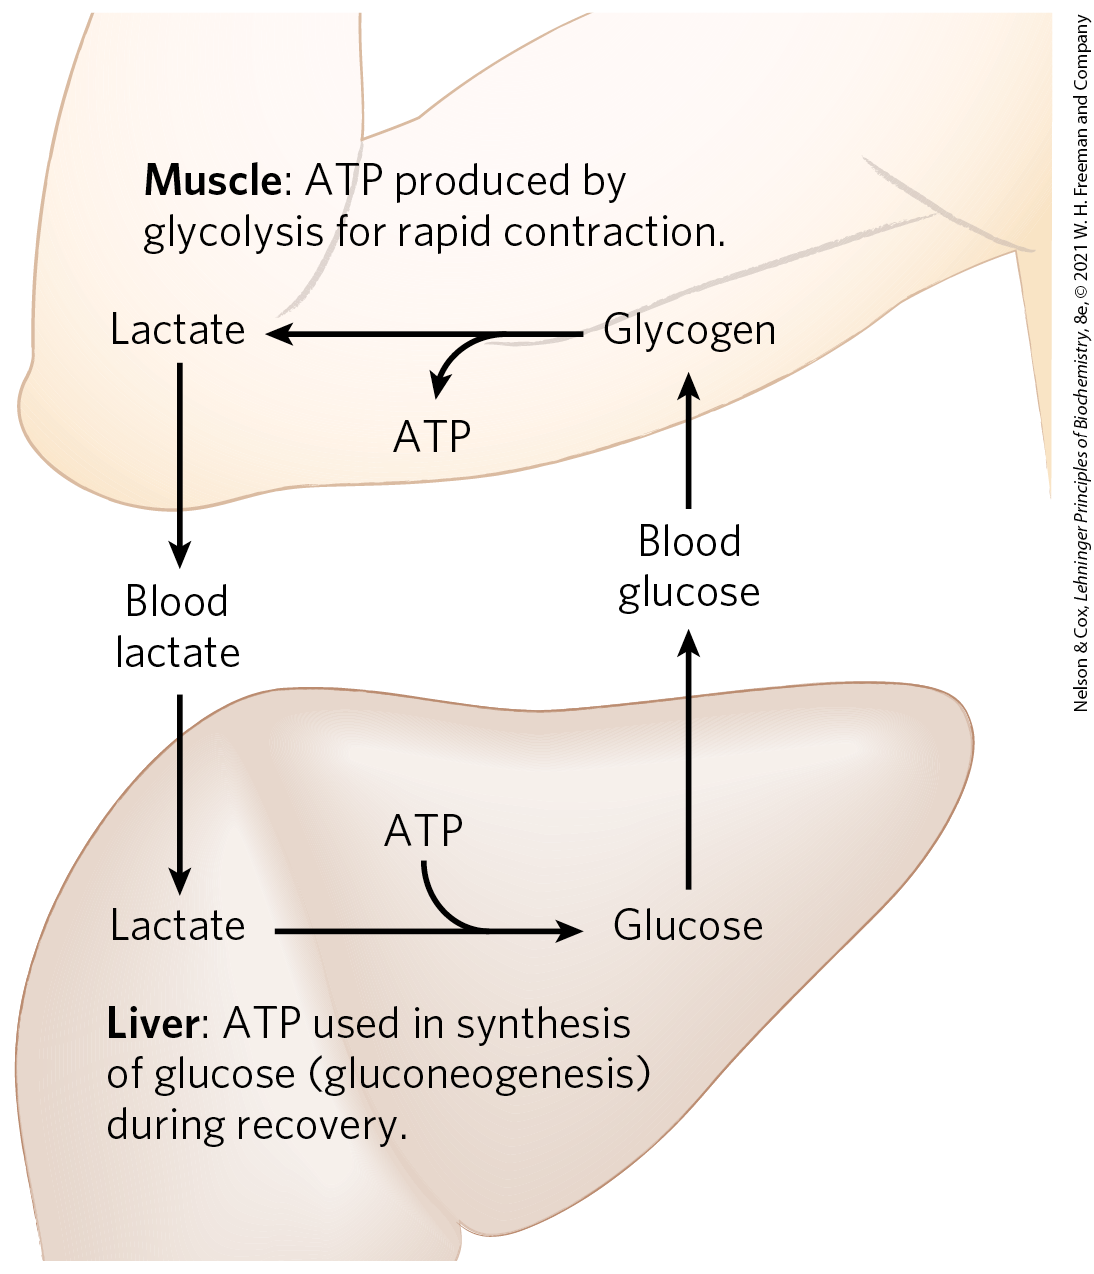 Muscle: ATP produced by
glycolysis for rapid contraction.
Lactate
Glycogen
ATP
Blood
glucose
Blood
lactate
ATP
Lactate
Glucose
Liver: ATP used in synthesis
of glucose (gluconeogenesis)
during recovery.
Nelson & Cox, Lehninger Principles of Biochemistry, 8e, © 2021 W. H. Freeman and Company